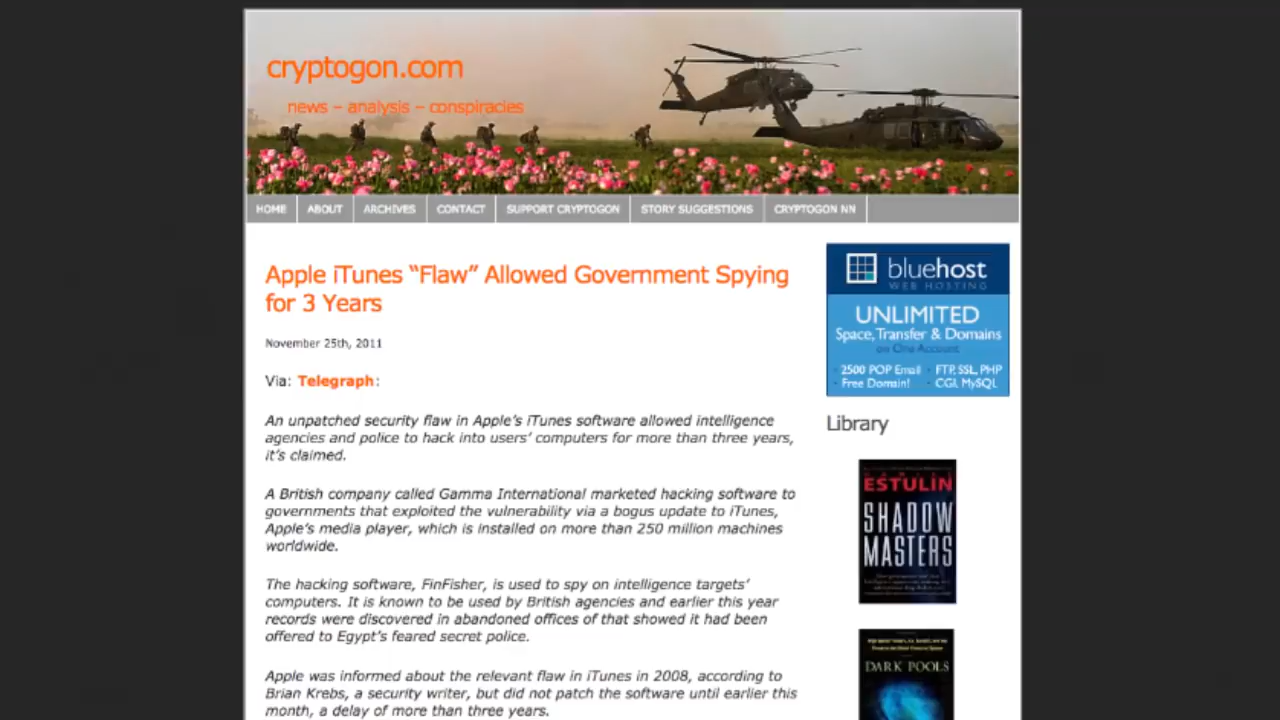 cryptogon.com
news – analysis – conspiracies
HOME ABOUT ARCHIVES CONTACT SUPPORT CRYPTOGON STORY SUGGESTIONS CRYPTOGON NN
Apple iTunes “Flaw” Allowed Government Spying
for 3 Years
November 25th, 2011
Via: Telegraph:
An unpatched security flaw in Apple’s iTunes software allowed intelligence
agencies and police to hack into users’ computers for more than three years,
it’s claimed.
A British company called Gamma International marketed hacking software to
governments that exploited the vulnerability via a bogus update to iTunes,
Apple’s media player, which is installed on more than 250 million machines
worldwide.
The hacking software, FinFisher, is used to spy on intelligence targets’
computers. It is known to be used by British agencies and earlier this year
records were discovered in abandoned offices of that showed it had been
offered to Egypt’s feared secret police.
Apple was informed about the relevant flaw in iTunes in 2008, according to
Brian Krebs, a security writer, but did not patch the software until earlier this
month, a delay of more than three years.
bluehost
WEB HOSTING
UNLIMITED
Space, Transfer & Domains
on One Account
· 2500 POP Email · FTP, SSL, PHP
· Free Domain! · CGI, MySQL
Library
ESTULIN
SHADOW
MASTERS
DARK POOLS